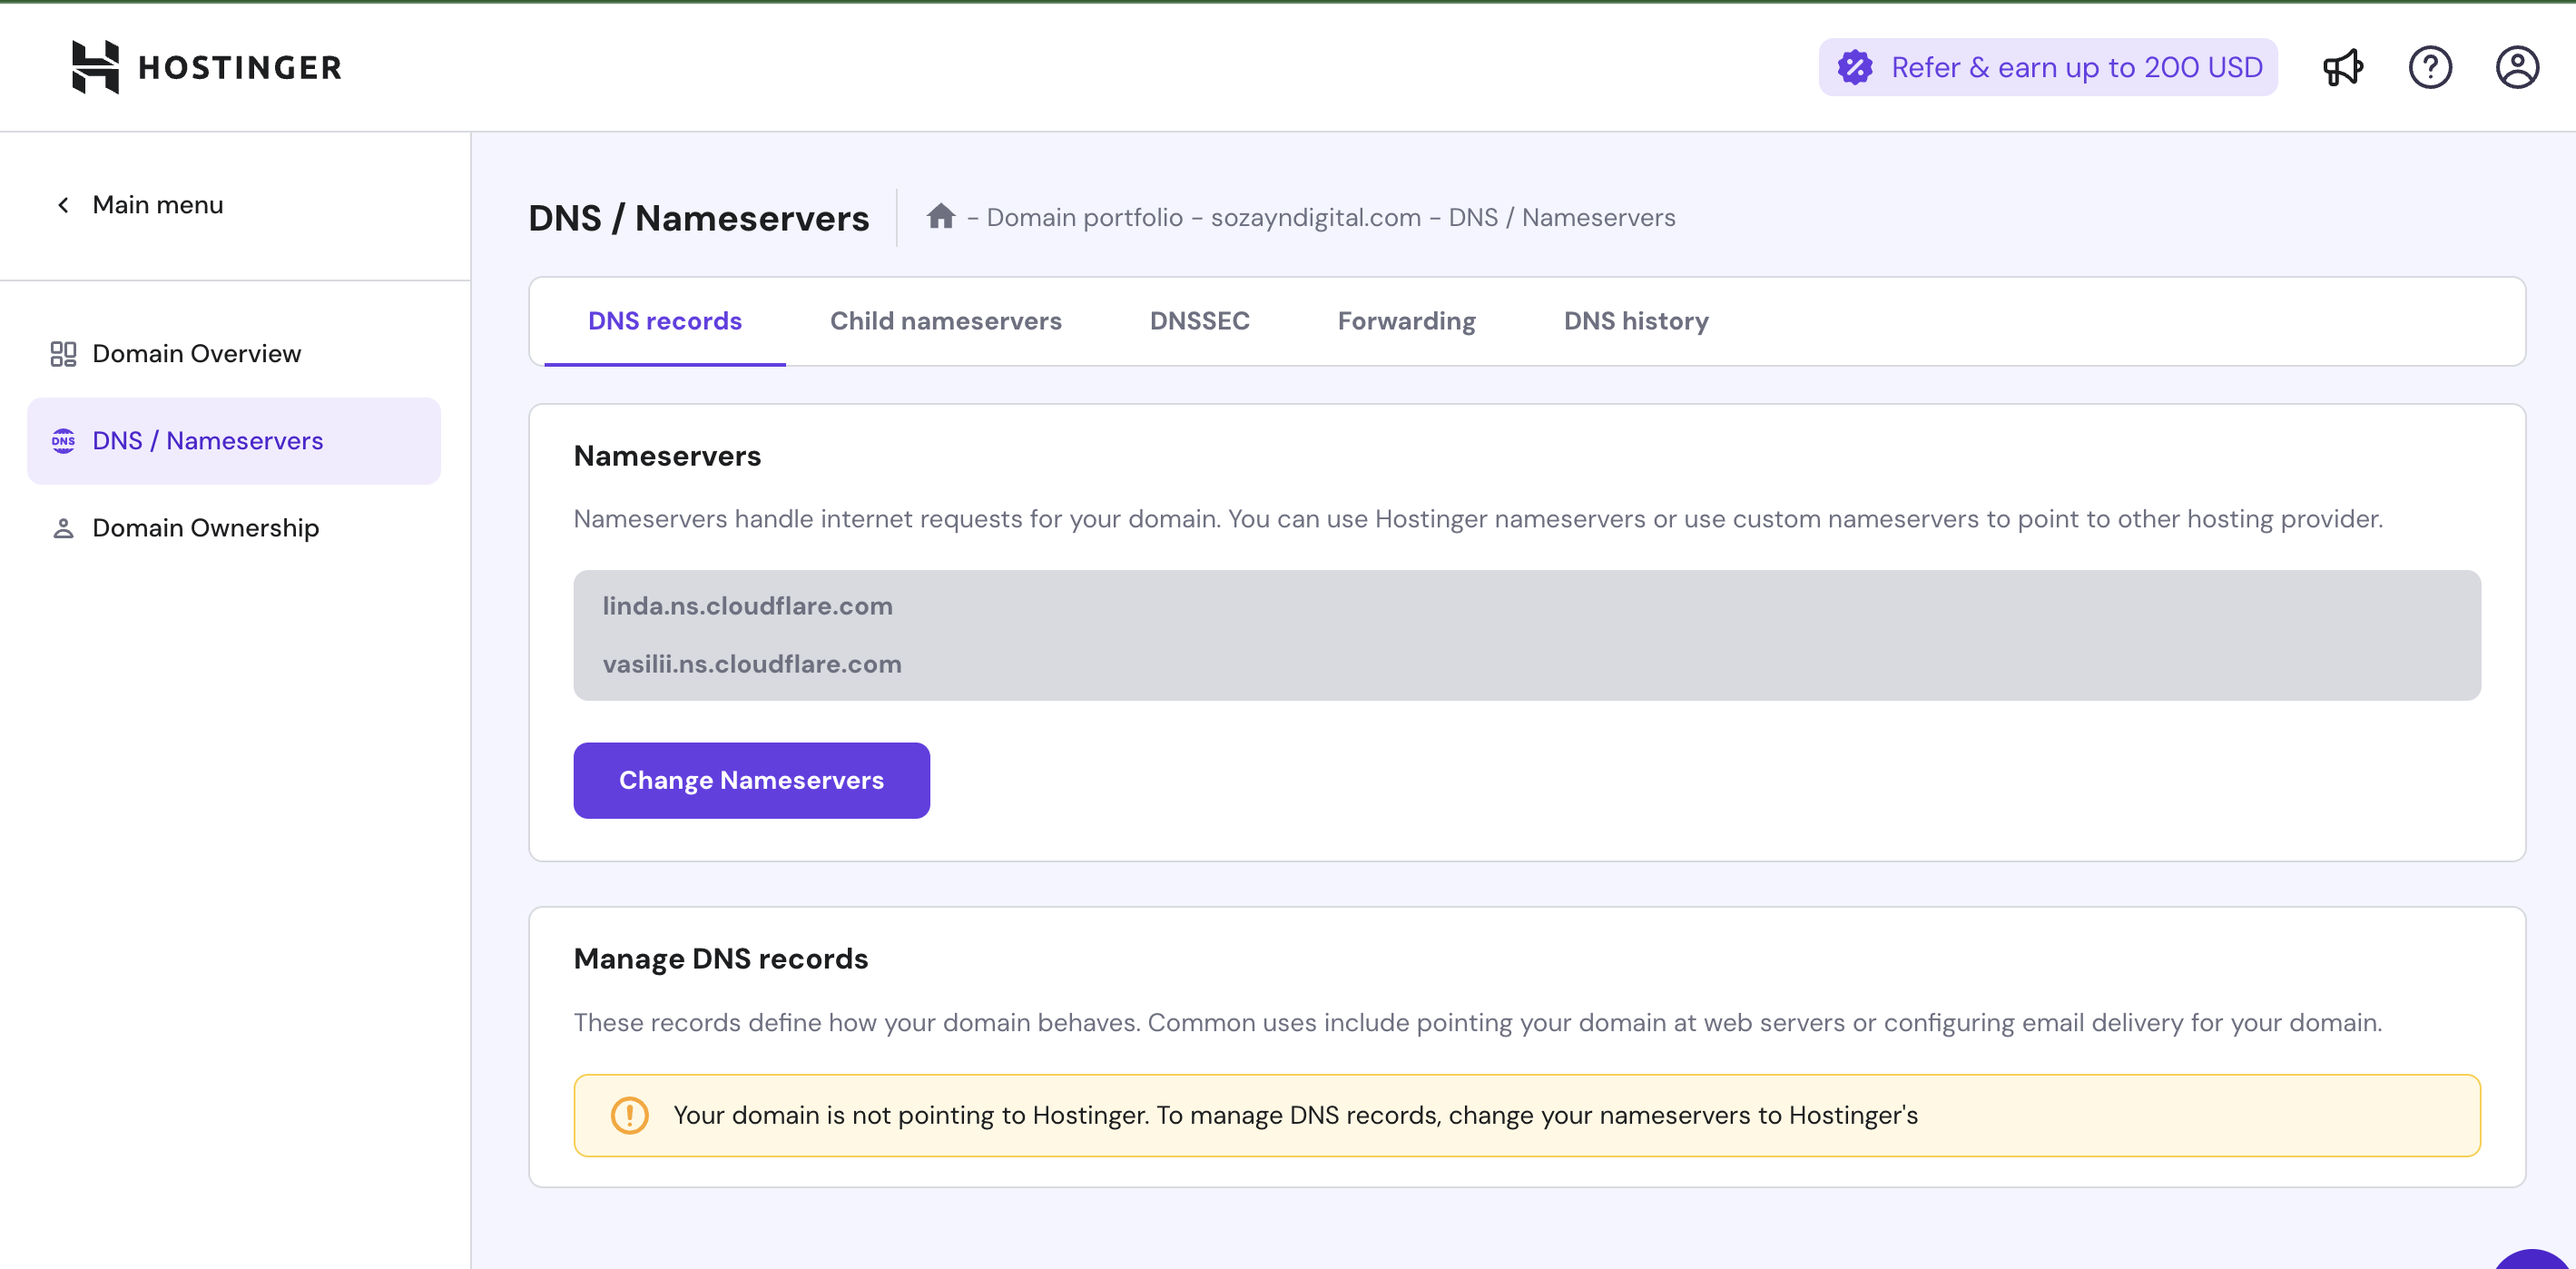 HOSTINGER
Refer & earn up to 200 USD
Main menu
Domain Overview
DNS
DNS / Nameservers
Domain Ownership
DNS / Nameservers
- Domain portfolio - sozayndigital.com - DNS / Nameservers
DNS records
Child nameservers
DNSSEC
Forwarding
DNS history
Nameservers
Nameservers handle internet requests for your domain. You can use Hostinger nameservers or use custom nameservers to point to other hosting provider.
linda.ns.cloudflare.com
vasilii.ns.cloudflare.com
Change Nameservers
Manage DNS records
These records define how your domain behaves. Common uses include pointing your domain at web servers or configuring email delivery for your domain.
Your domain is not pointing to Hostinger. To manage DNS records, change your nameservers to Hostinger's